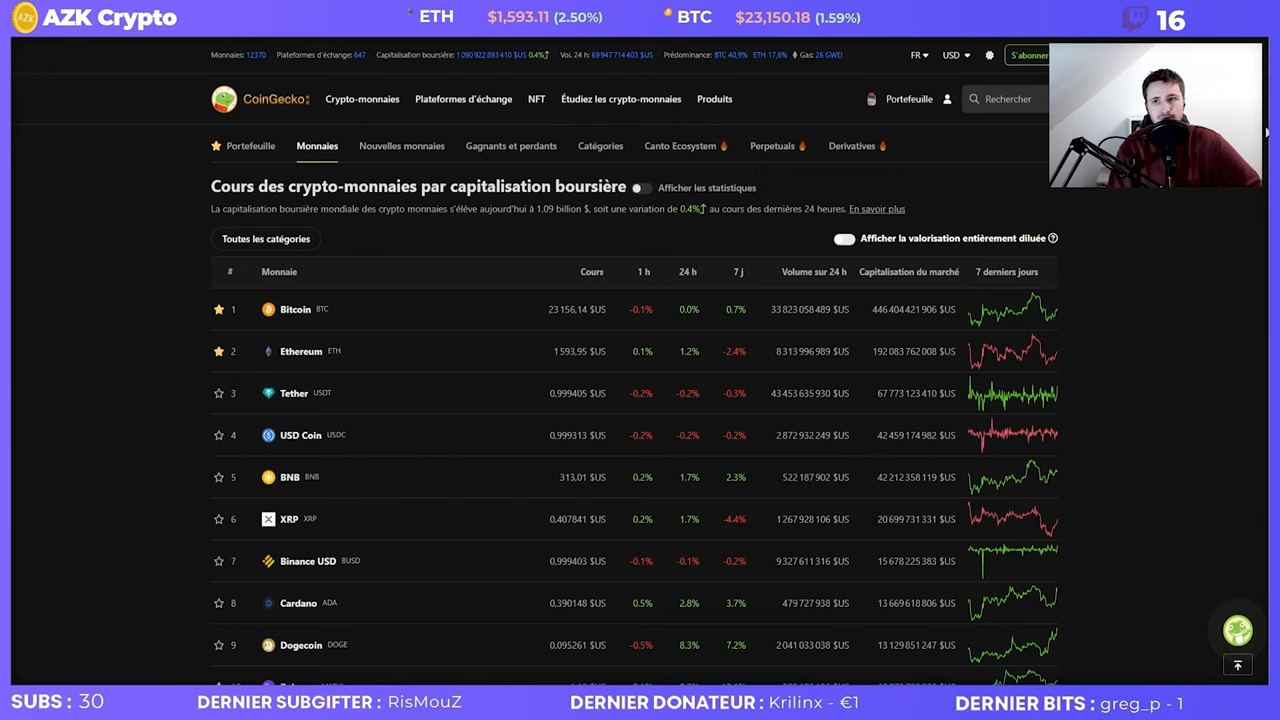 AZK Crypto
ETH $1,593.11 (2.50%)
BTC $23,150.18 (1.59%)
16
Monnaies: 12370 Plateformes d'échange: 647 Capitalisation boursière: 1 090 922 893 410 $US 0.4% Vol. 24 h: 69 947 714 403 $US Prédominance: BTC 40,9% ETH 17,6% Gas: 26 GWEI
FR USD S'abonner
CoinGecko
Crypto-monnaies Plateformes d'échange NFT Étudiez les crypto-monnaies Produits
Portefeuille Rechercher
Portefeuille Monnaies Nouvelles monnaies Gagnants et perdants Catégories Canto Ecosystem Perpetuals Derivatives
Cours des crypto-monnaies par capitalisation boursière Afficher les statistiques
La capitalisation boursière mondiale des crypto monnaies s'élève aujourd'hui à 1,09 billion $, soit une variation de 0.4% au cours des dernières 24 heures. En savoir plus
Toutes les catégories Afficher la valorisation entièrement diluée
# Monnaie Cours 1 h 24 h 7 j Volume sur 24 h Capitalisation du marché 7 derniers jours
1 Bitcoin BTC 23 156,14 $US -0.1% 0.0% 0.7% 33 823 058 489 $US 446 404 421 906 $US
2 Ethereum ETH 1 593,95 $US 0.1% 1.2% -2.4% 8 313 996 989 $US 192 083 762 008 $US
3 Tether USDT 0,999405 $US -0.2% -0.2% -0.3% 43 453 635 930 $US 67 773 123 410 $US
4 USD Coin USDC 0,999313 $US -0.2% -0.2% -0.2% 2 872 932 249 $US 42 459 174 982 $US
5 BNB BNB 313,01 $US 0.2% 1.7% 2.3% 522 187 902 $US 42 212 358 119 $US
6 XRP XRP 0,407841 $US 0.2% 1.7% -4.4% 1 267 928 106 $US 20 699 731 331 $US
7 Binance USD BUSD 0,999403 $US -0.1% -0.1% -0.2% 9 327 611 316 $US 15 678 225 383 $US
8 Cardano ADA 0,390148 $US 0.5% 2.8% 3.7% 479 727 938 $US 13 669 618 806 $US
9 Dogecoin DOGE 0,095261 $US -0.5% 8.3% 7.2% 2 041 033 038 $US 13 129 851 247 $US
SUBS : 30 DERNIER SUBGIFTER : RisMouZ DERNIER DONATEUR : Krilinx - €1 DERNIER BITS : greg_p - 1